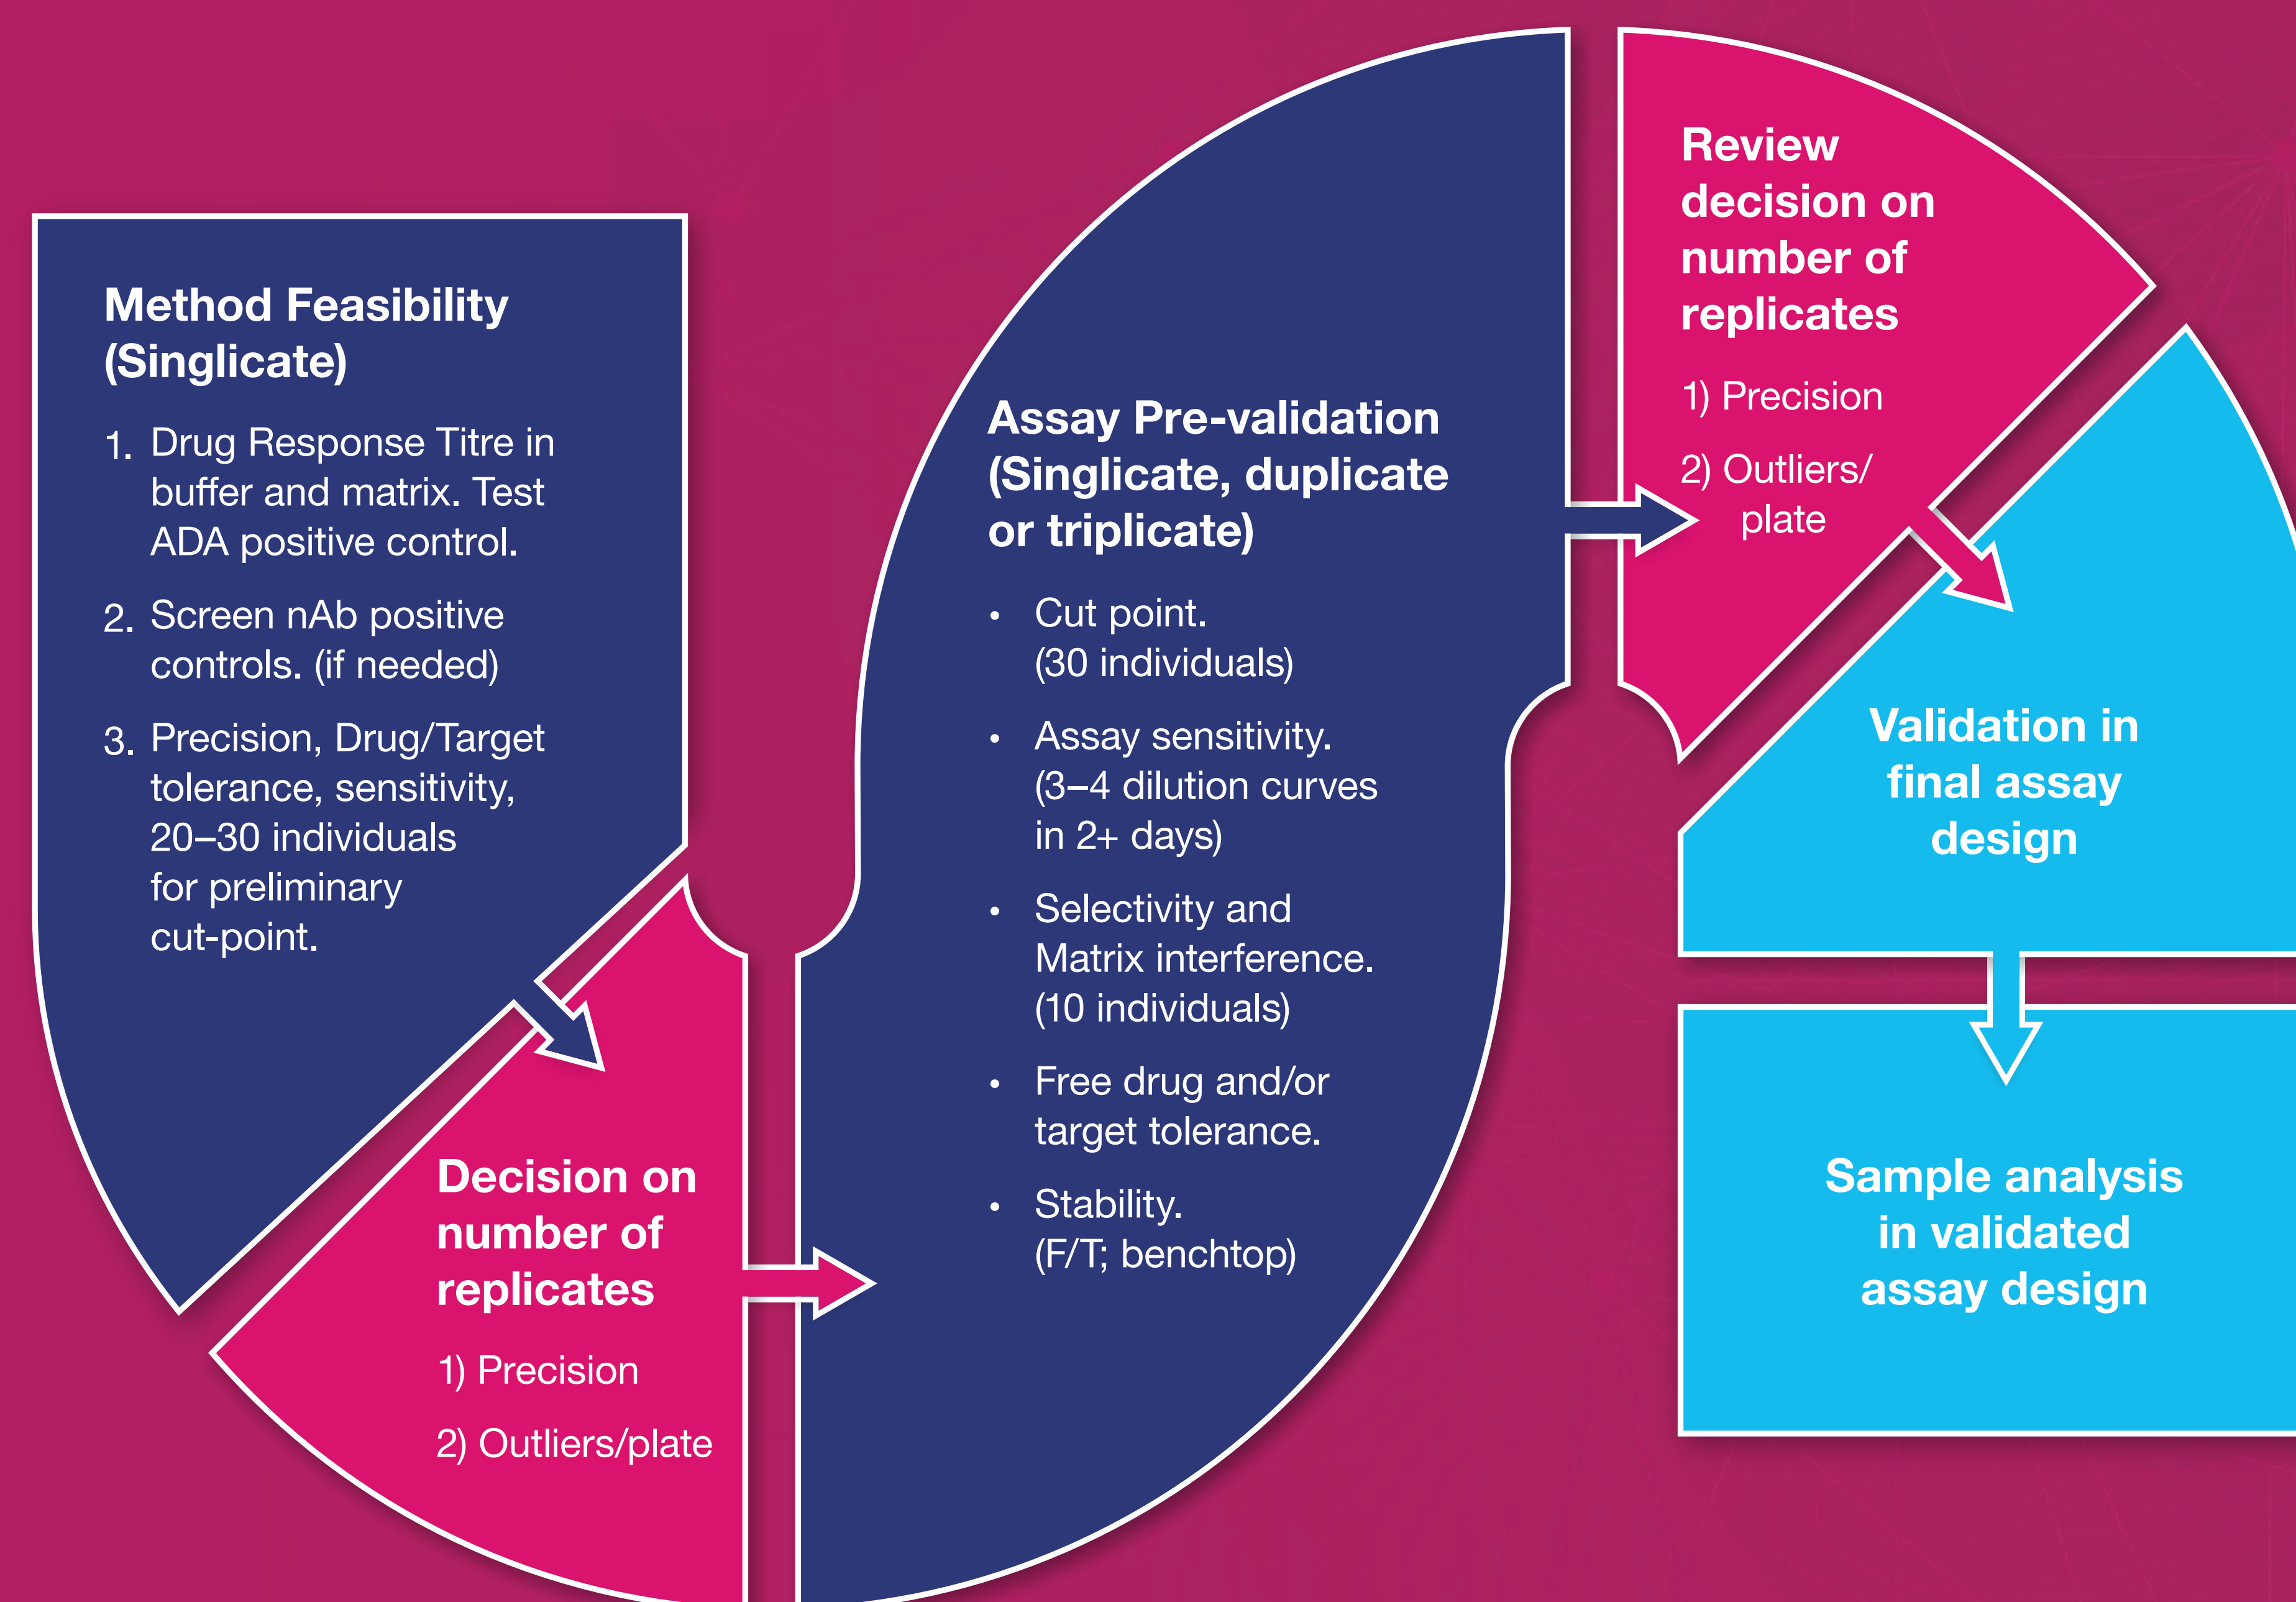 Method Feasibility
(Singlicate)
1. Drug Response Titre in
buffer and matrix. Test
ADA positive control.
2. Screen nAb positive
controls. (if needed)
3. Precision, Drug/Target
tolerance, sensitivity,
20–30 individuals
for preliminary
cut-point.
Decision on
number of
replicates
1) Precision
2) Outliers/plate
Assay Pre-validation
(Singlicate, duplicate
or triplicate)
• Cut point.
(30 individuals)
• Assay sensitivity.
(3–4 dilution curves
in 2+ days)
• Selectivity and
Matrix interference.
(10 individuals)
• Free drug and/or
target tolerance.
• Stability.
(F/T; benchtop)
Review
decision on
number of
replicates
1) Precision
2) Outliers/
plate
Validation in
final assay
design
Sample analysis
in validated
assay design